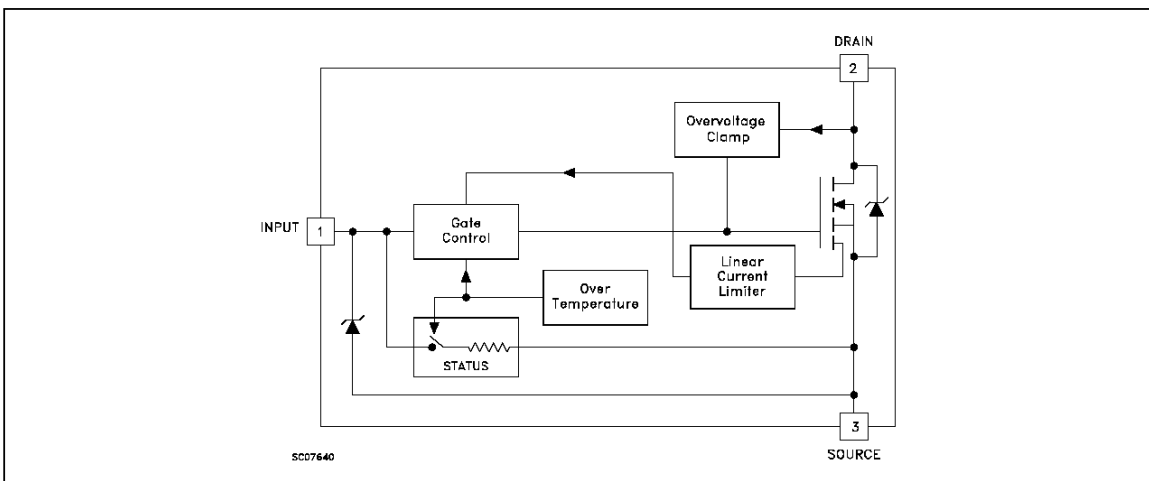 DRAIN
2
Overvoltage
Clamp
INPUT
1
Gate
Control
Linear
Current
Limiter
Over
Temperature
STATUS
3
SOURCE
SC07640